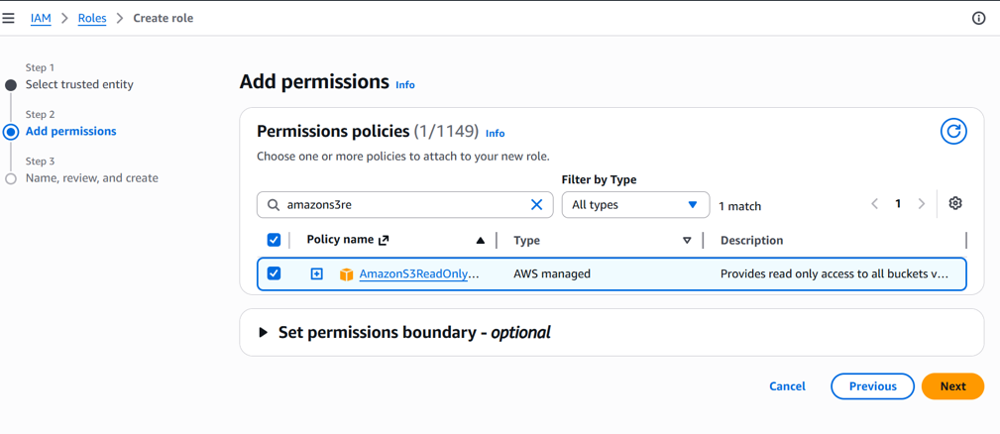 IAM > Roles > Create role
Step 1
Select trusted entity
Step 2
Add permissions
Step 3
Name, review, and create
Add permissions Info
Permissions policies (1/1149) Info
Choose one or more policies to attach to your new role.
Filter by Type
amazons3re
All types
1 match
1
Policy name
Type
Description
AmazonS3ReadOnly...
AWS managed
Provides read only access to all buckets v...
Set permissions boundary - optional
Cancel
Previous
Next